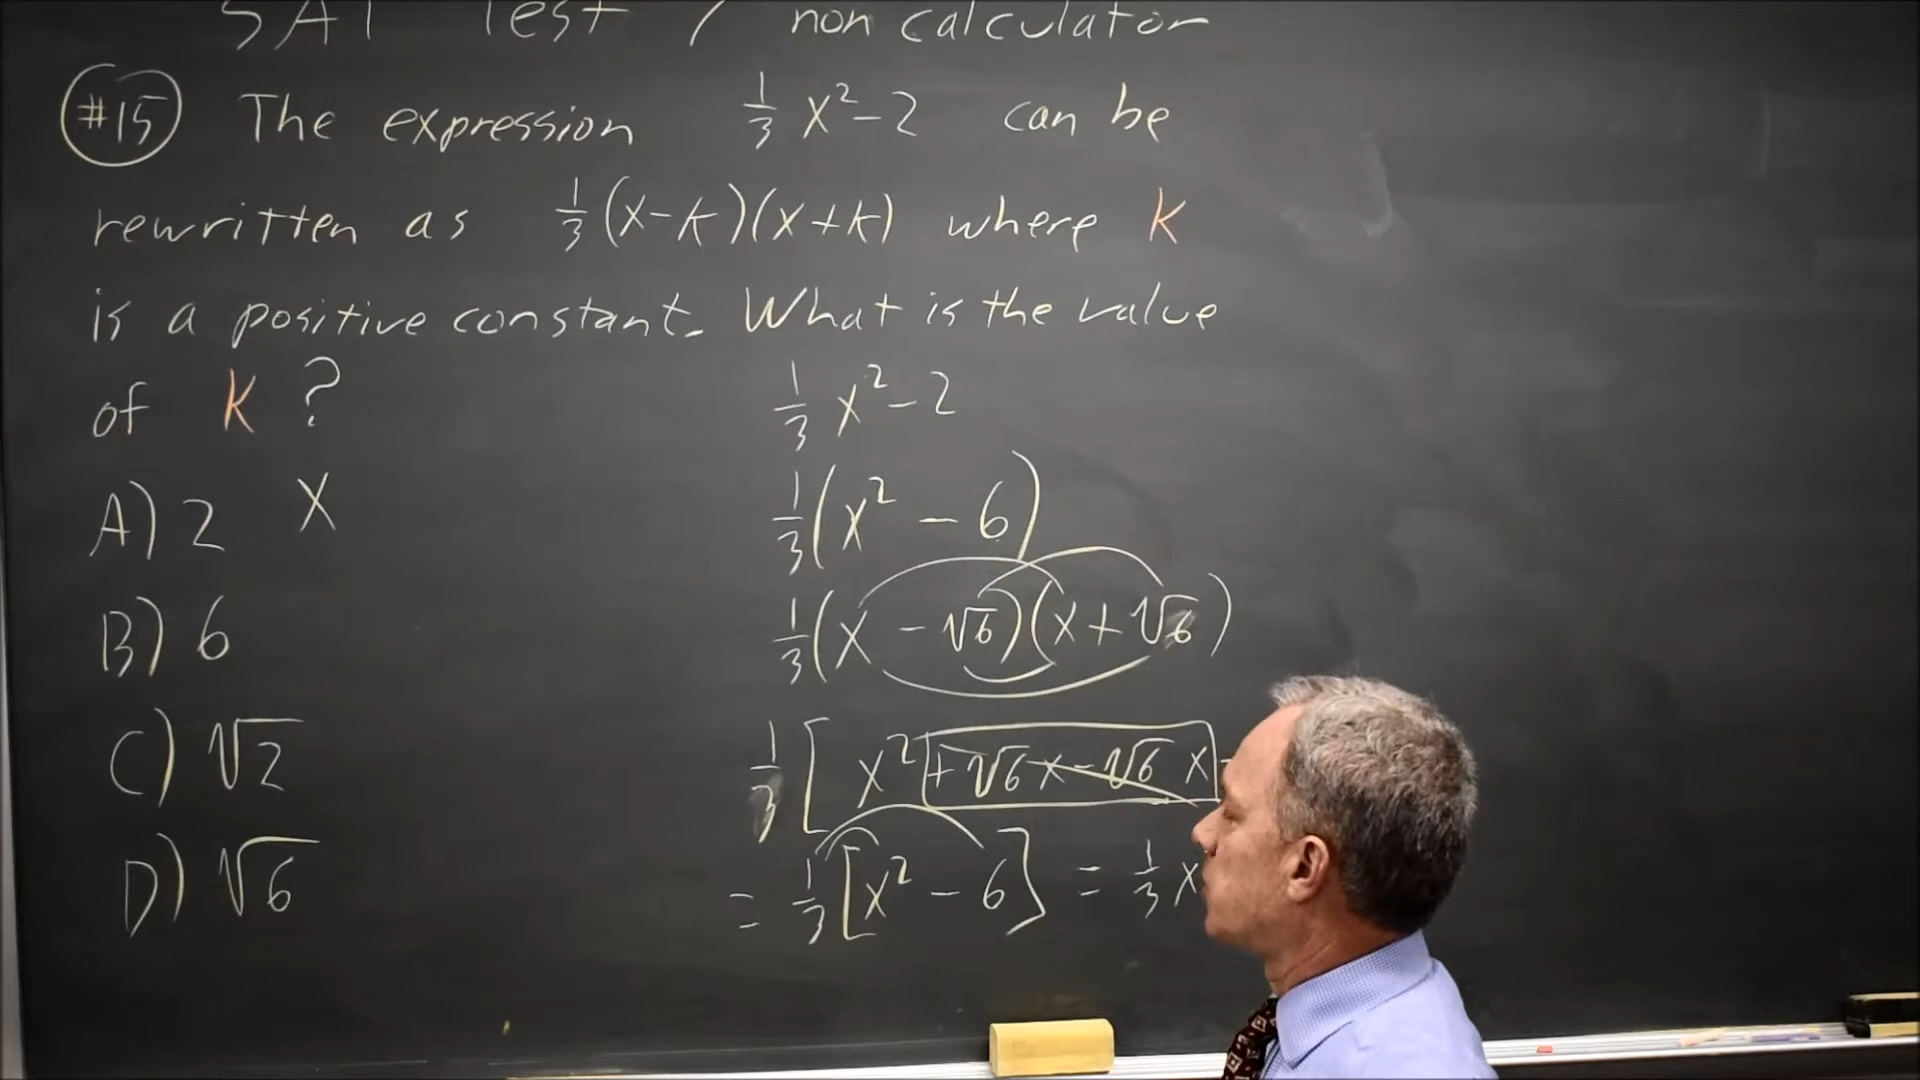 SAT Test 7 non calculator
#15 The expression 1/3 x² - 2 can be
rewritten as 1/3 (x-k)(x+k) where k
is a positive constant. What is the value
of k ?
A) 2 X
B) 6
C) √2
D) √6
1/3 x² - 2
1/3 (x² - 6)
1/3 (x - √6)(x + √6)
1/3 [ x² + √6 x - √6 x -
= 1/3 [x² - 6] = 1/3 x